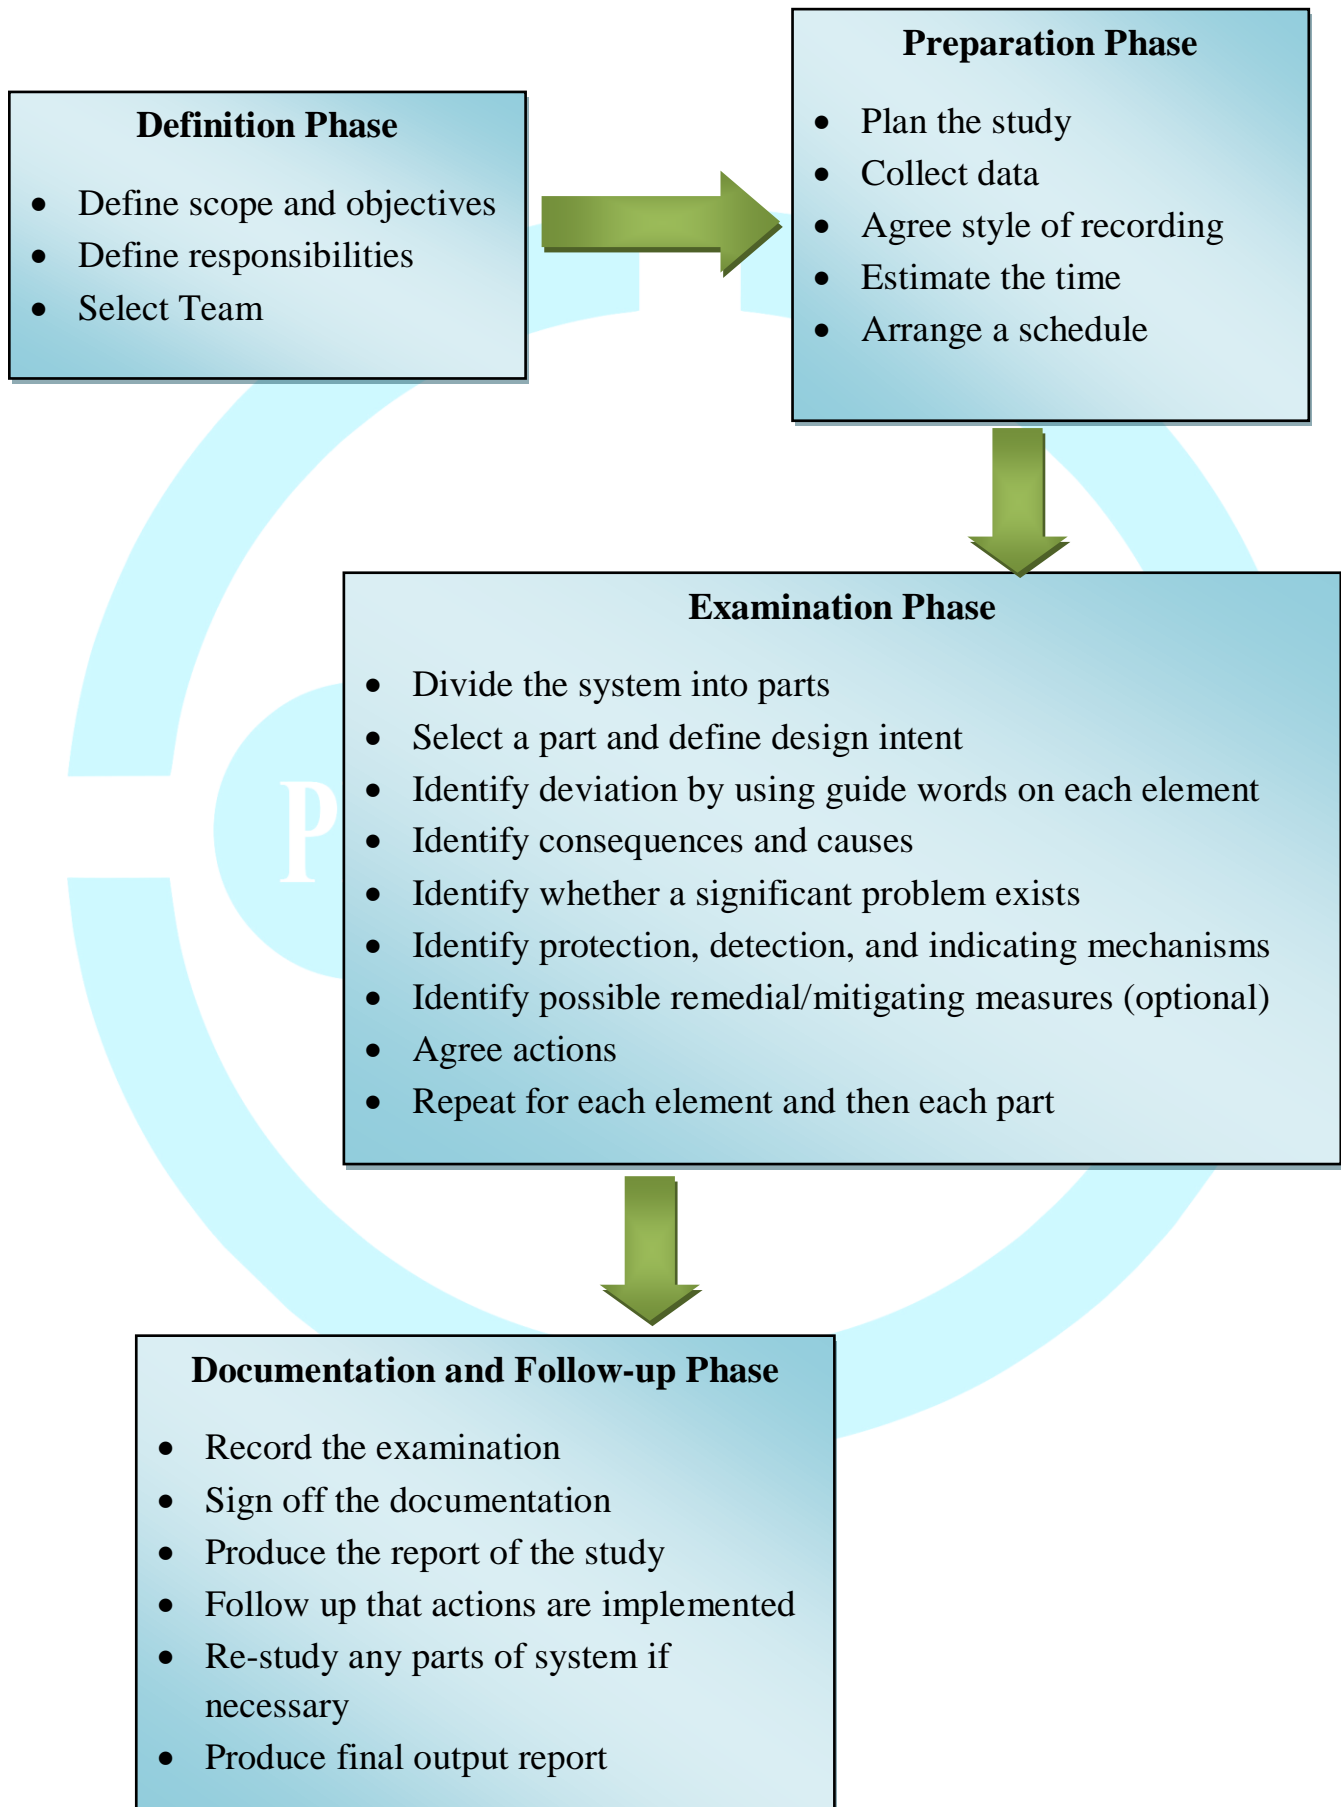 Definition Phase
• Define scope and objectives
• Define responsibilities
• Select Team
Preparation Phase
• Plan the study
• Collect data
• Agree style of recording
• Estimate the time
• Arrange a schedule
Examination Phase
• Divide the system into parts
• Select a part and define design intent
• Identify deviation by using guide words on each element
• Identify consequences and causes
• Identify whether a significant problem exists
• Identify protection, detection, and indicating mechanisms
• Identify possible remedial/mitigating measures (optional)
• Agree actions
• Repeat for each element and then each part
P
Documentation and Follow-up Phase
• Record the examination
• Sign off the documentation
• Produce the report of the study
• Follow up that actions are implemented
• Re-study any parts of system if
necessary
• Produce final output report